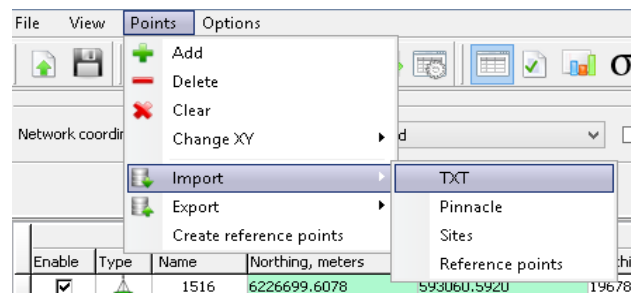 File View Points Options
Add
Delete
σ
Clear
Network coordin
Change XY
d
Import
TXT
Export
Pinnacle
Create reference points
Sites
Reference points
Enable Type Name Northing, meters
1516 6226699.6078 593060.5920 19678